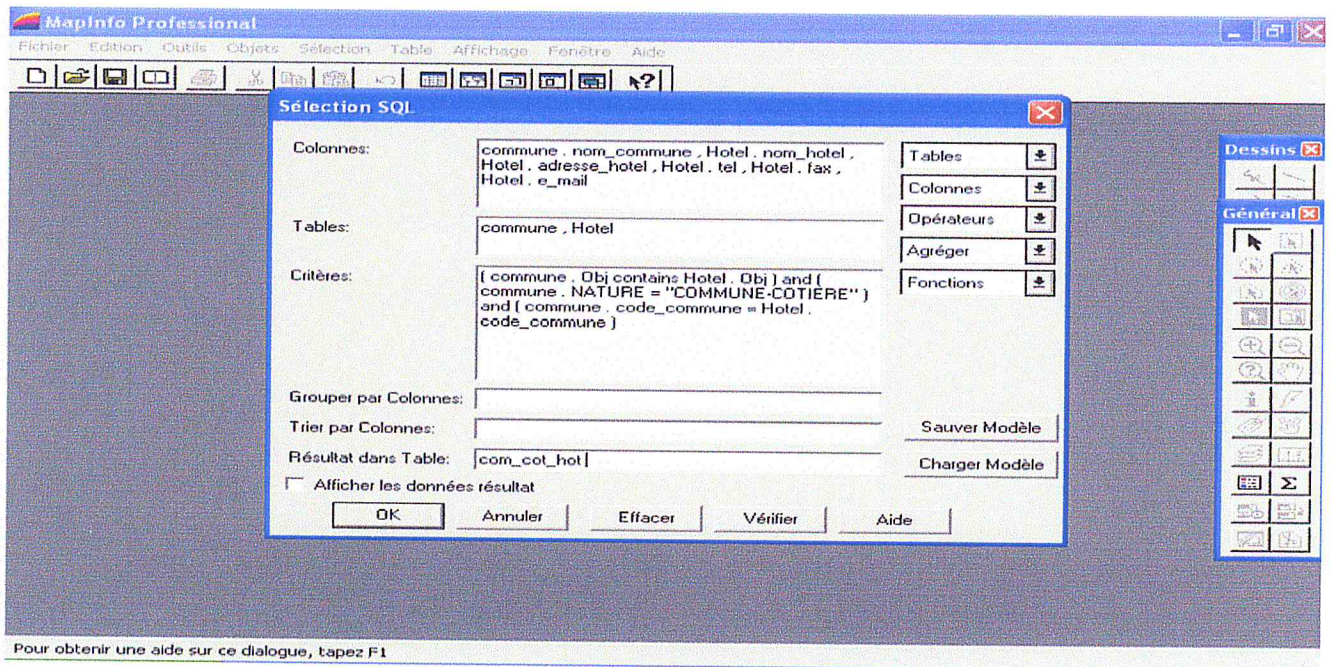 MapInfo Professional
Fichier Edition Outils Objets Sélection Table Affichage Fenêtre Aide
Sélection SQL
Colonnes:
commune . nom_commune , Hotel . nom_hotel ,
Hotel . adresse_hotel , Hotel . tel , Hotel . fax ,
Hotel . e_mail
Tables
Colonnes
Opérateurs
Agréger
Fonctions
Tables:
commune , Hotel
Critères:
( commune . Obj contains Hotel . Obj ) and (
commune . NATURE = "COMMUNE-COTIERE" )
and ( commune . code_commune = Hotel .
code_commune )
Grouper par Colonnes:
Trier par Colonnes:
Résultat dans Table: com_cot_hot
Sauver Modèle
Charger Modèle
Afficher les données résultat
OK Annuler Effacer Vérifier Aide
Dessins
Général
Pour obtenir une aide sur ce dialogue, tapez F1